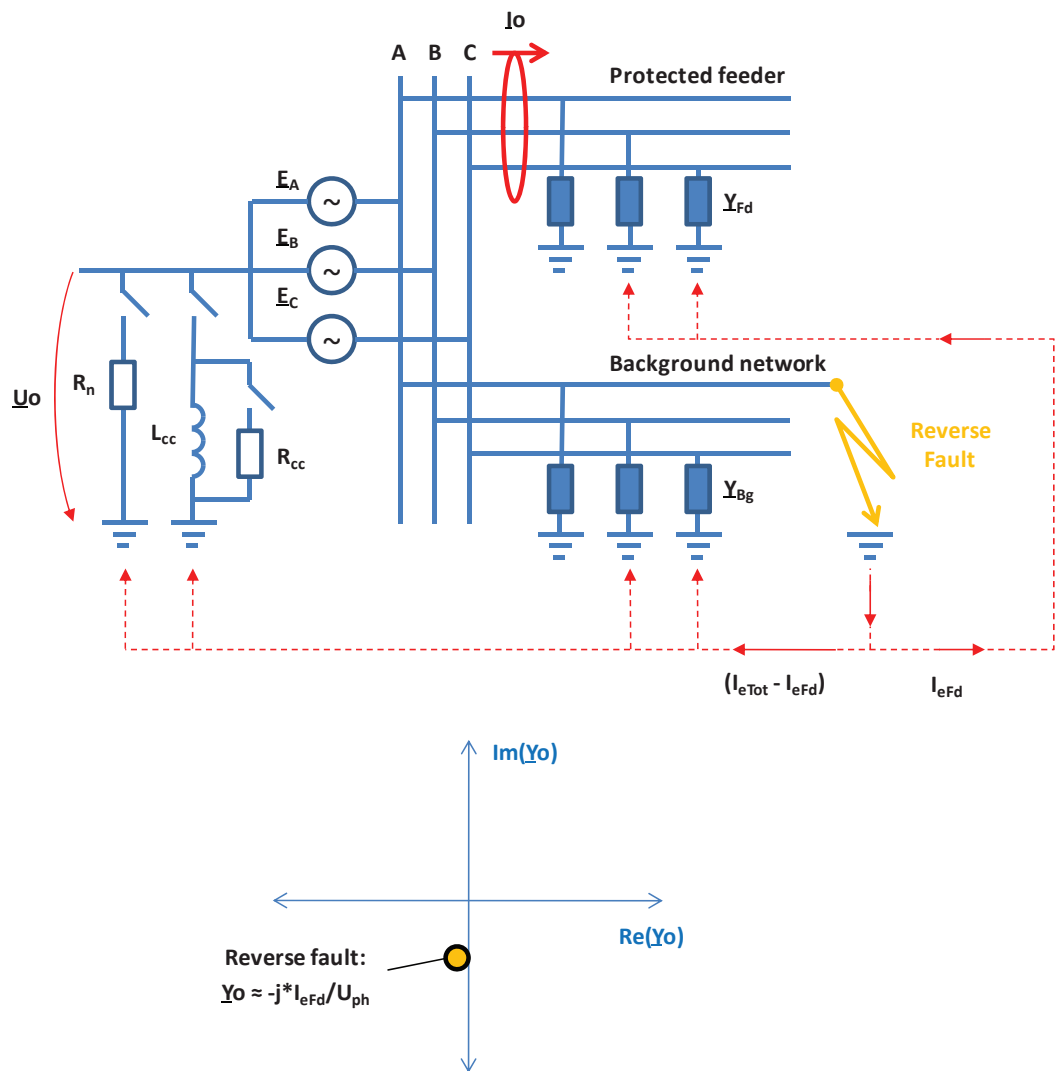 Io
A B C
Protected feeder
EA
~
YFd
EB
~
EC
~
Background network
Uo
Rn
Lcc
Rcc
Reverse
Fault
YBg
(IeTot - IeFd)
IeFd
Im(Yo)
Re(Yo)
Reverse fault:
Yo ≈ -j*IeFd/Uph